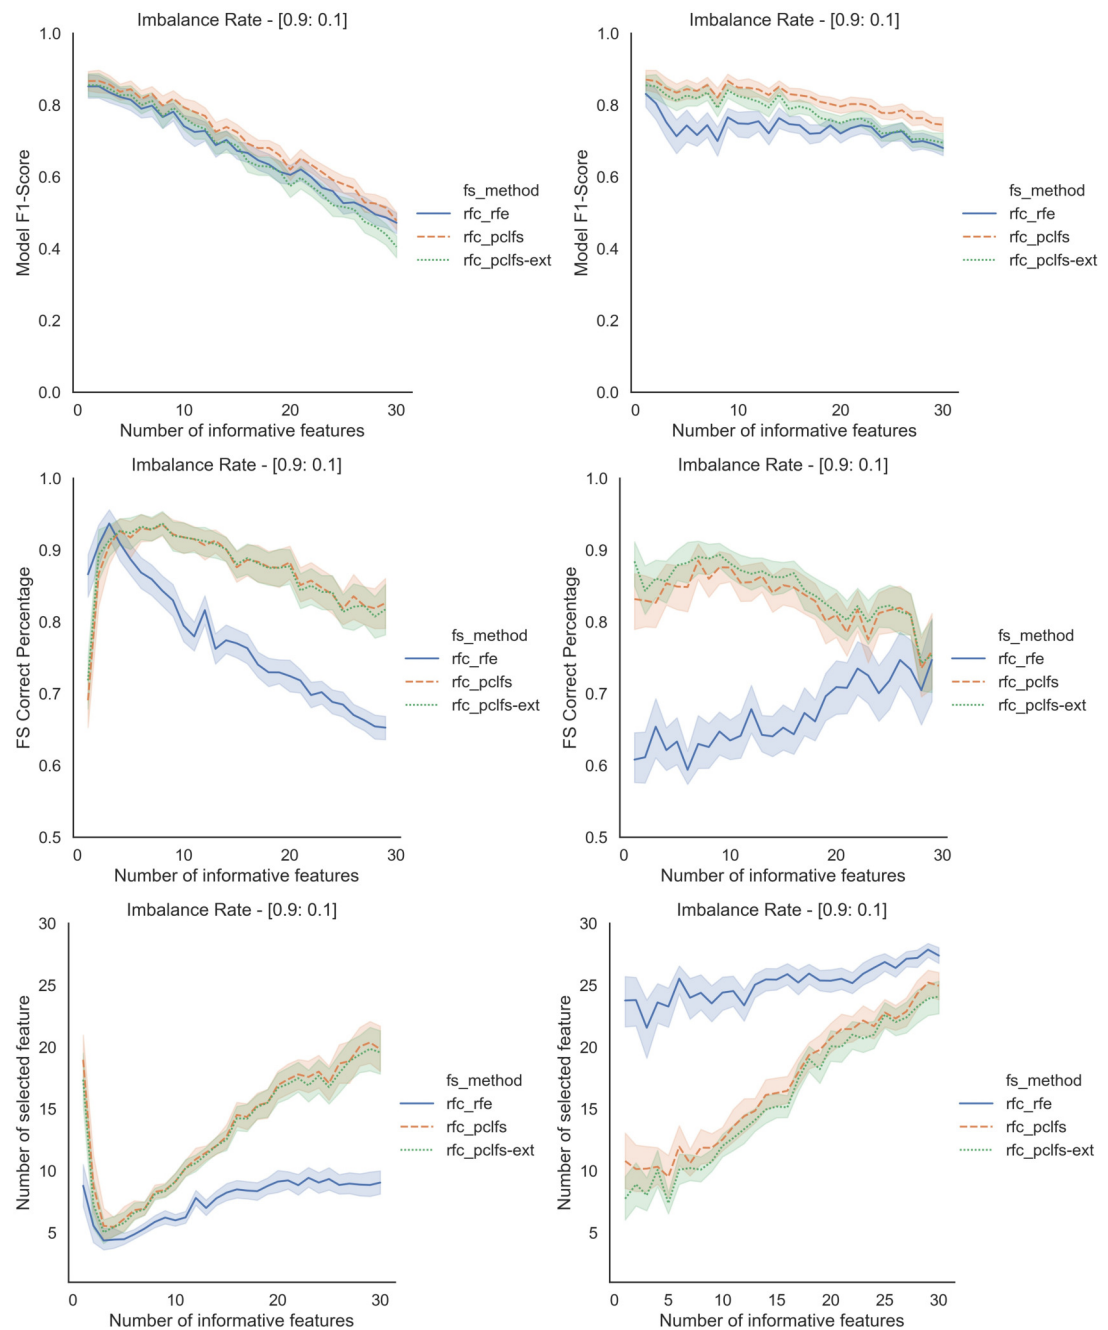 Imbalance Rate - [0.9: 0.1]
1.0
0.8
0.6
0.4
0.2
0.0
Model F1-Score
0
10
20
30
Number of informative features
fs_method
rfc_rfe
rfc_pclfs
rfc_pclfs-ext
Imbalance Rate - [0.9: 0.1]
1.0
0.8
0.6
0.4
0.2
0.0
Model F1-Score
0
10
20
30
Number of informative features
fs_method
rfc_rfe
rfc_pclfs
rfc_pclfs-ext
Imbalance Rate - [0.9: 0.1]
1.0
0.9
0.8
0.7
0.6
0.5
FS Correct Percentage
0
10
20
30
Number of informative features
fs_method
rfc_rfe
rfc_pclfs
rfc_pclfs-ext
Imbalance Rate - [0.9: 0.1]
1.0
0.9
0.8
0.7
0.6
0.5
FS Correct Percentage
0
10
20
30
Number of informative features
fs_method
rfc_rfe
rfc_pclfs
rfc_pclfs-ext
Imbalance Rate - [0.9: 0.1]
30
25
20
15
10
5
Number of selected feature
0
10
20
30
Number of informative features
fs_method
rfc_rfe
rfc_pclfs
rfc_pclfs-ext
Imbalance Rate - [0.9: 0.1]
30
25
20
15
10
5
Number of selected feature
0
5
10
15
20
25
30
Number of informative features
fs_method
rfc_rfe
rfc_pclfs
rfc_pclfs-ext